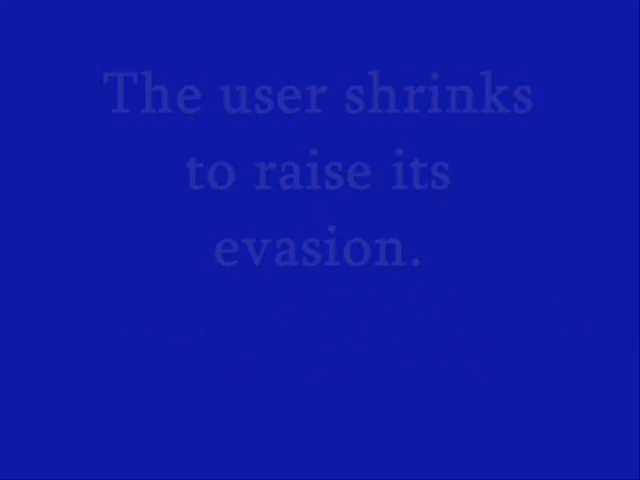 The user shrinks
to raise its
evasion.